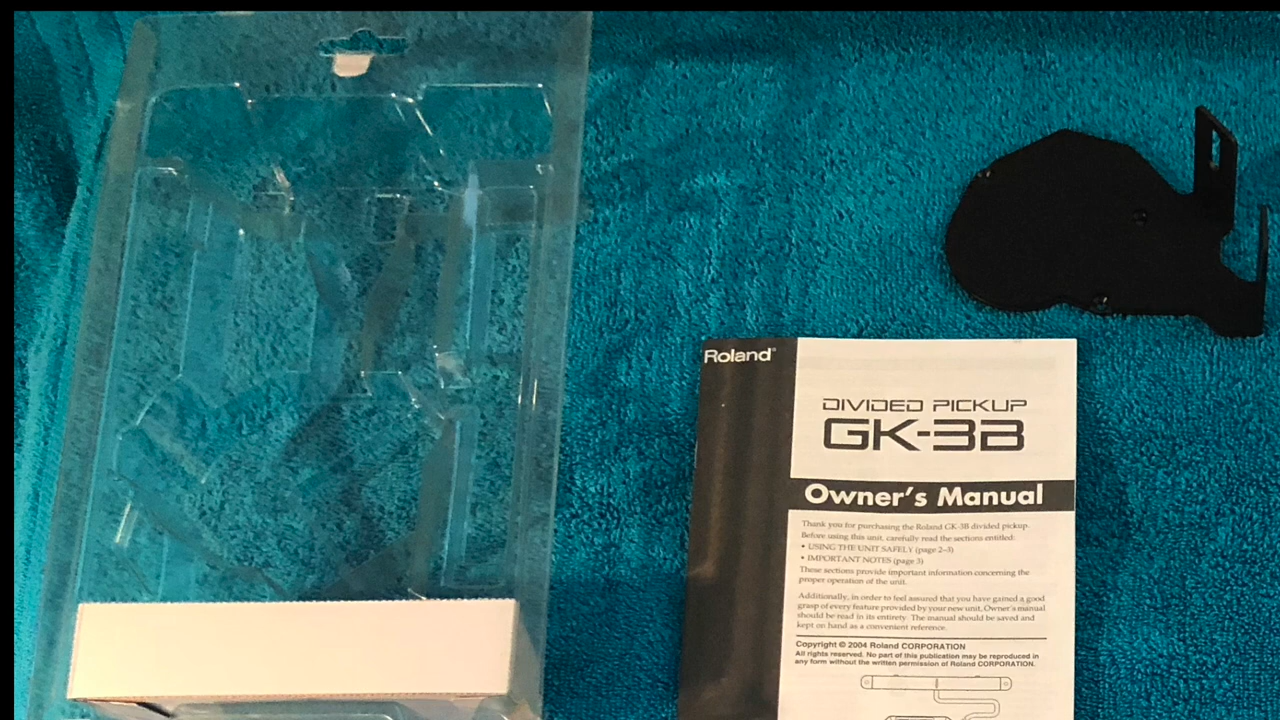 Roland
DIVIDED PICKUP
GK-3B
Owner's Manual
Thank you for purchasing the Roland GK-3B divided pickup.
Before using this unit, carefully read the sections entitled:
• USING THE UNIT SAFELY (page 2–3)
• IMPORTANT NOTES (page 3)
These sections provide important information concerning the
proper operation of the unit.
Additionally, in order to feel assured that you have gained a good
grasp of every feature provided by your new unit, Owner's manual
should be read in its entirety. The manual should be saved and
kept on hand as a convenient reference.
Copyright © 2004 Roland CORPORATION
All rights reserved. No part of this publication may be reproduced in
any form without the written permission of Roland CORPORATION.